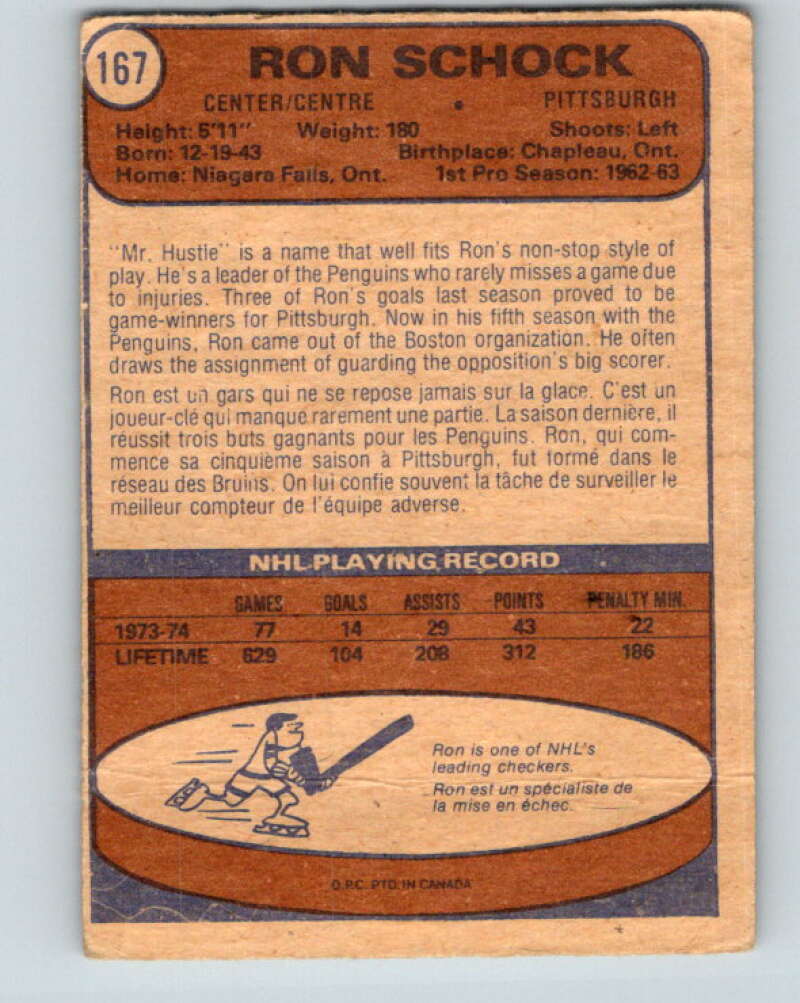 167
RON SCHOCK
CENTER/CENTRE • PITTSBURGH
Height: 5'11" Weight: 180 Shoots: Left
Born: 12-19-43 Birthplace: Chapleau, Ont.
Home: Niagara Falls, Ont. 1st Pro Season: 1962-63
"Mr. Hustle" is a name that well fits Ron's non-stop style of
play. He's a leader of the Penguins who rarely misses a game due
to injuries. Three of Ron's goals last season proved to be
game-winners for Pittsburgh. Now in his fifth season with the
Penguins, Ron came out of the Boston organization. He often
draws the assignment of guarding the opposition's big scorer.
Ron est un gars qui ne se repose jamais sur la glace. C'est un
joueur-clé qui manque rarement une partie. La saison dernière, il
réussit trois buts gagnants pour les Penguins. Ron, qui com-
mence sa cinquième saison à Pittsburgh, fut formé dans le
réseau des Bruins. On lui confie souvent la tâche de surveiller le
meilleur compteur de l'équipe adverse.
NHL PLAYING RECORD
GAMES GOALS ASSISTS POINTS PENALTY MIN.
1973-74 77 14 29 43 22
LIFETIME 629 104 208 312 186
Ron is one of NHL's
leading checkers.
Ron est un spécialiste de
la mise en échec.
O.P.C. PTD. IN CANADA